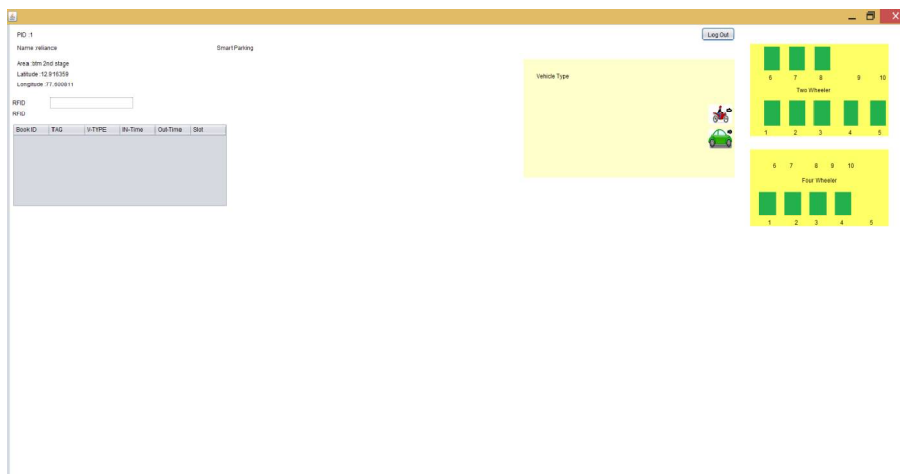 PID :1
Log Out
Name :reliance
Smart Parking
Area :btm 2nd stage
Latitude :12.916359
Longitude :77.600811
RFID
RFID
Book ID TAG V-TYPE IN-Time Out-Time Slot
Vehicle Type
6 7 8 9 10
Two Wheeler
1 2 3 4 5
6 7 8 9 10
Four Wheeler
1 2 3 4 5